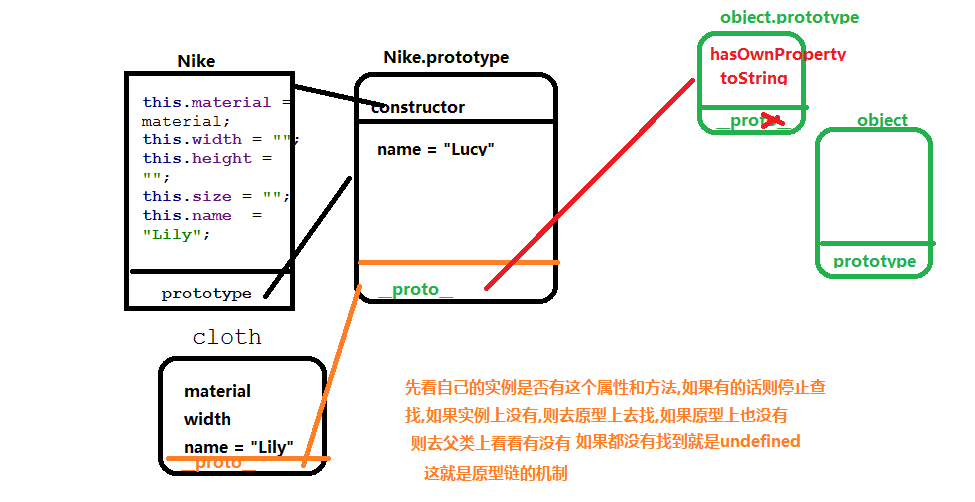 object.prototype
hasOwnProperty
toString
__proto__
object
prototype
Nike
this.material =
material;
this.width = "";
this.height =
"";
this.size = "";
this.name =
"Lily";
prototype
Nike.prototype
constructor
name = "Lucy"
__proto__
cloth
material
width
name = "Lily"
__proto__
先看自己的实例是否有这个属性和方法,如果有的话则停止查
找,如果实例上没有,则去原型上去找,如果原型上也没有
则去父类上看看有没有 如果都没有找到就是undefined
这就是原型链的机制